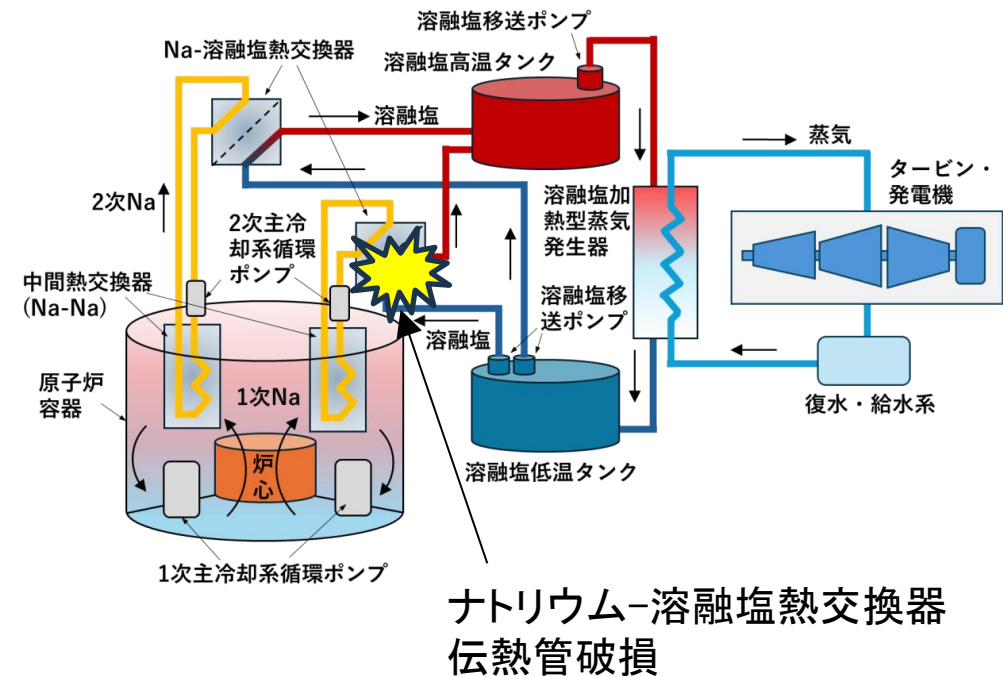 溶融塩移送ポンプ
Na-溶融塩熱交換器
溶融塩高温タンク
溶融塩
蒸気
タービン・
発電機
2次Na
2次主冷
却系循環
ポンプ
溶融塩加
熱型蒸気
発生器
中間熱交換器
(Na-Na)
溶融塩移
送ポンプ
溶融塩
原子炉
容器
1次Na
復水・給水系
炉
心
溶融塩低温タンク
1次主冷却系循環ポンプ
ナトリウム−溶融塩熱交換器
伝熱管破損